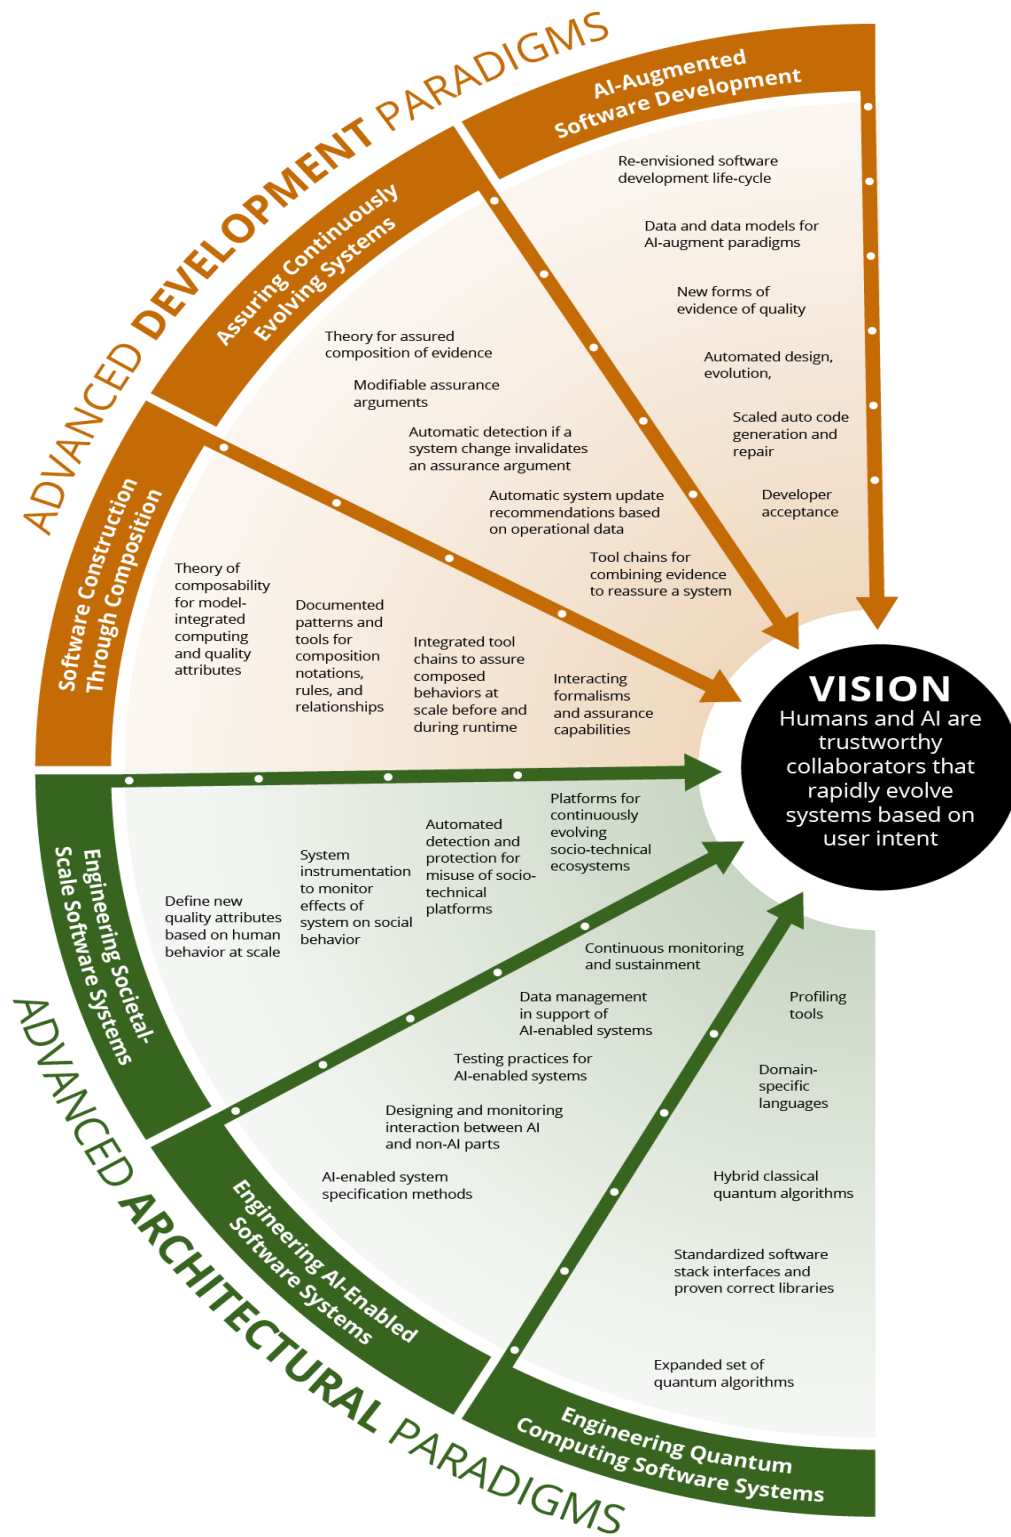 ADVANCED DEVELOPMENT PARADIGMS
AI-Augmented
Software Development
Re-envisioned software
development life-cycle
Data and data models for
AI-augment paradigms
New forms of
evidence of quality
Automated design,
evolution,
Scaled auto code
generation and
repair
Developer
acceptance
Assuring Continuously
Evolving Systems
Theory for assured
composition of evidence
Modifiable assurance
arguments
Automatic detection if a
system change invalidates
an assurance argument
Automatic system update
recommendations based
on operational data
Tool chains for
combining evidence
to reassure a system
Software Construction
Through Composition
Theory of
composability
for model-
integrated
computing
and quality
attributes
Documented
patterns and
tools for
composition
notations,
rules, and
relationships
Integrated tool
chains to assure
composed
behaviors at
scale before and
during runtime
Interacting
formalisms
and assurance
capabilities
VISION
Humans and AI are
trustworthy
collaborators that
rapidly evolve
systems based on
user intent
ADVANCED ARCHITECTURAL PARADIGMS
Engineering Societal-
Scale Software Systems
Define new
quality attributes
based on human
behavior at scale
System
instrumentation
to monitor
effects of
system on social
behavior
Automated
detection and
protection for
misuse of socio-
technical
platforms
Platforms for
continuously
evolving
socio-technical
ecosystems
Engineering AI-Enabled
Software Systems
Continuous monitoring
and sustainment
Data management
in support of
AI-enabled systems
Testing practices for
AI-enabled systems
Designing and monitoring
interaction between AI
and non-AI parts
AI-enabled system
specification methods
Engineering Quantum
Computing Software Systems
Profiling
tools
Domain-
specific
languages
Hybrid classical
quantum algorithms
Standardized software
stack interfaces and
proven correct libraries
Expanded set of
quantum algorithms